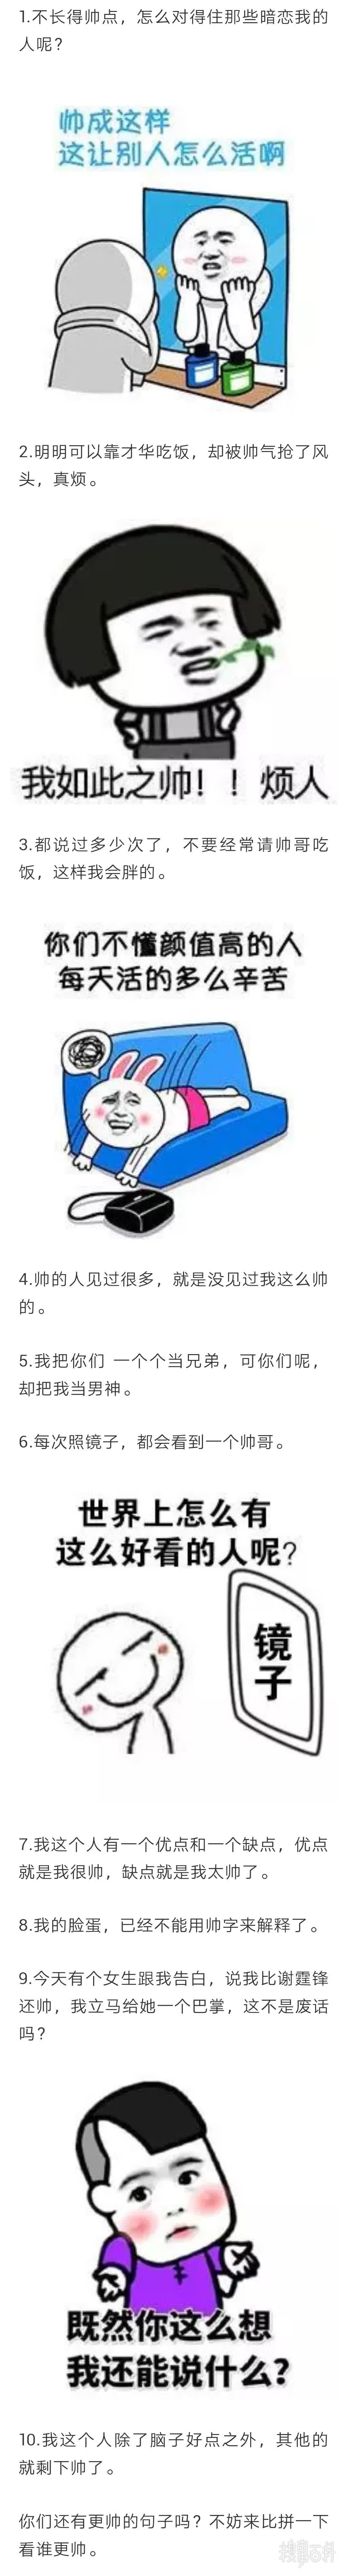 1.不长得帅点，怎么对得住那些暗恋我的
人呢？
帅成这样
这让别人怎么活啊
2.明明可以靠才华吃饭，却被帅气抢了风
头，真烦。
我如此之帅！！烦人
3.都说过多少次了，不要经常请帅哥吃
饭，这样我会胖的。
你们不懂颜值高的人
每天活的多么辛苦
4.帅的人见过很多，就是没见过我这么帅
的。
5.我把你们 一个个当兄弟，可你们呢，
却把我当男神。
6.每次照镜子，都会看到一个帅哥。
世界上怎么有
这么好看的人呢？
镜
子
7.我这个人有一个优点和一个缺点，优点
就是我很帅，缺点就是我太帅了。
8.我的脸蛋，已经不能用帅字来解释了。
9.今天有个女生跟我告白，说我比谢霆锋
还帅，我立马给她一个巴掌，这不是废话
吗？
既然你这么想
我还能说什么?
10.我这个人除了脑子好点之外，其他的
就剩下帅了。
你们还有更帅的句子吗？不妨来比拼一下
看谁更帅。